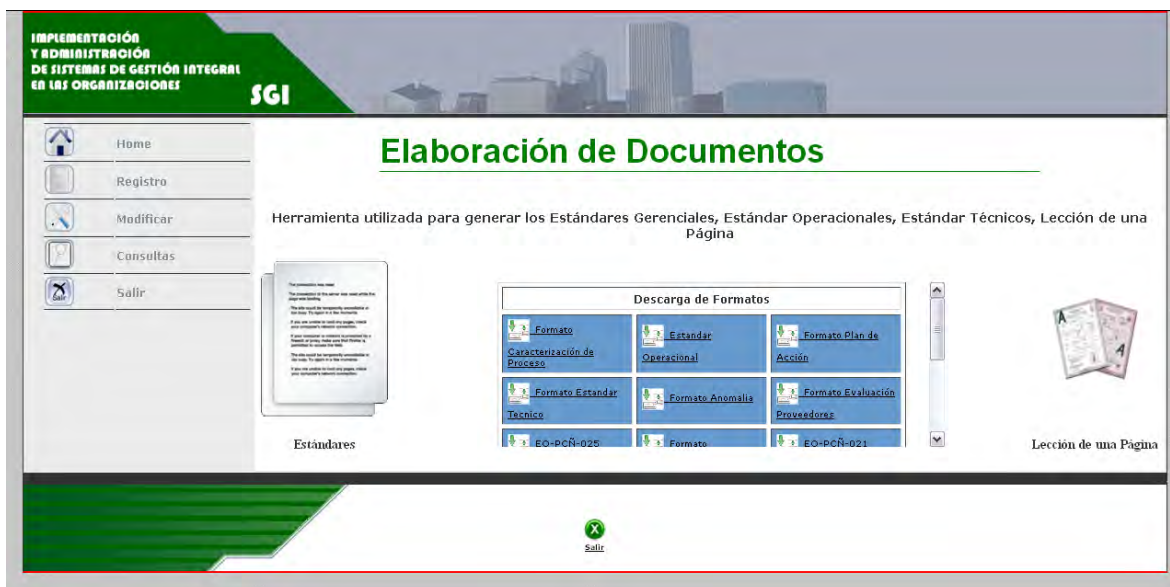 IMPLEMENTACIÓN
Y ADMINISTRACIÓN
DE SISTEMAS DE GESTIÓN INTEGRAL
EN LAS ORGANIZACIONES
SGI
Home
Registro
Modificar
Consultas
Salir
Salir
Elaboración de Documentos
Herramienta utilizada para generar los Estándares Gerenciales, Estándar Operacionales, Estándar Técnicos, Lección de una
Página
Estándares
Descarga de Formatos
Formato
Caracterización de
Proceso
Estandar
Operacional
Formato Plan de
Acción
Formato Estandar
Tecnico
Formato Anomalia
Formato Evaluación
Proveedores
EO-PCÑ-025
Formato
EO-PCÑ-021
A
A
Lección de una Página
X
Salir